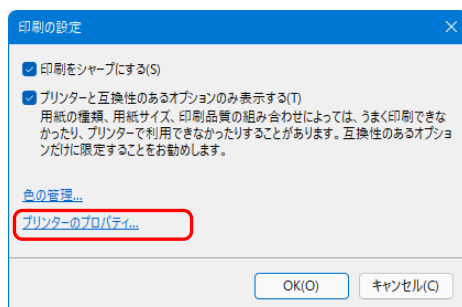 印刷の設定
印刷をシャープにする(S)
プリンターと互換性のあるオプションのみ表示する(T)
用紙の種類、用紙サイズ、印刷品質の組み合わせによっては、うまく印刷できな
かったり、プリンターで利用できなかったりすることがあります。互換性のあるオプショ
ンだけに限定することをお勧めします。
色の管理...
プリンターのプロパティ...
OK(O)
キャンセル(C)